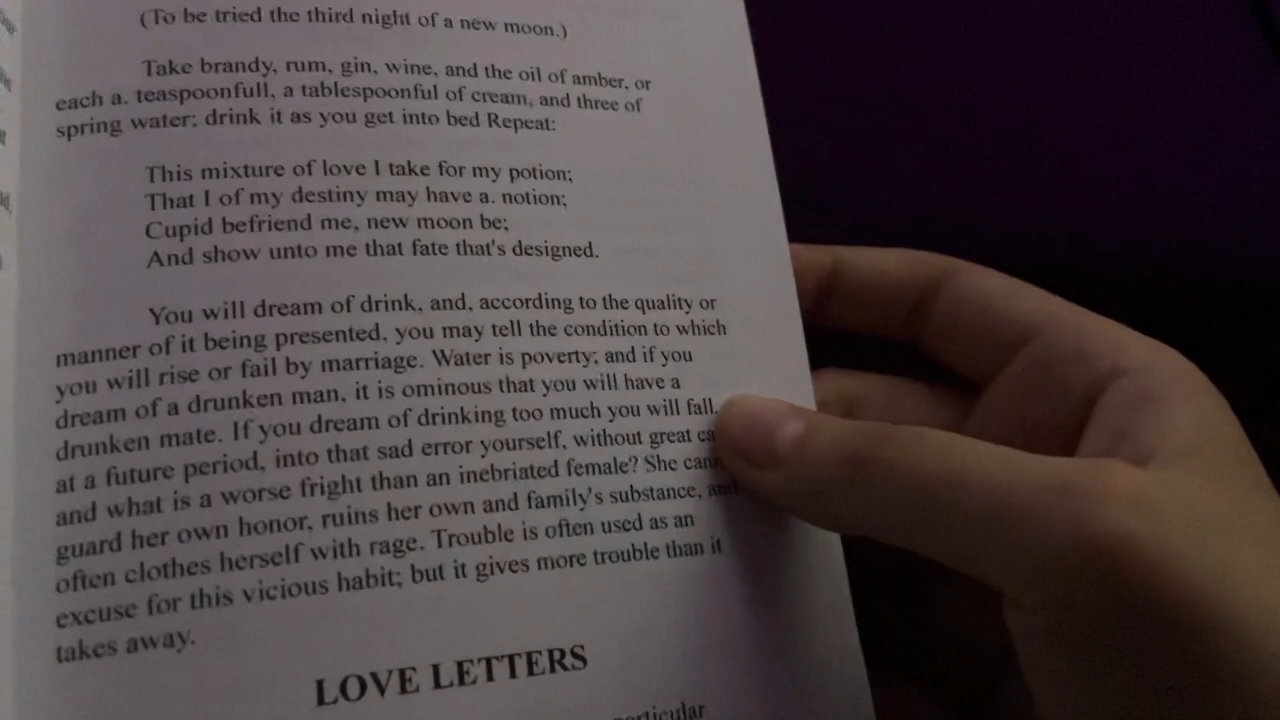 (To be tried the third night of a new moon.)
Take brandy, rum, gin, wine, and the oil of amber, or
each a. teaspoonfull, a tablespoonful of cream, and three of
spring water: drink it as you get into bed Repeat:
This mixture of love I take for my potion;
That I of my destiny may have a. notion;
Cupid befriend me, new moon be;
And show unto me that fate that's designed.
You will dream of drink, and, according to the quality or
manner of it being presented, you may tell the condition to which
you will rise or fail by marriage. Water is poverty; and if you
dream of a drunken man, it is ominous that you will have a
drunken mate. If you dream of drinking too much you will fall,
at a future period, into that sad error yourself, without great
and what is a worse fright than an inebriated female? She
guard her own honor, ruins her own and family's substance, and
often clothes herself with rage. Trouble is often used as an
excuse for this vicious habit; but it gives more trouble than it
takes away.
LOVE LETTERS